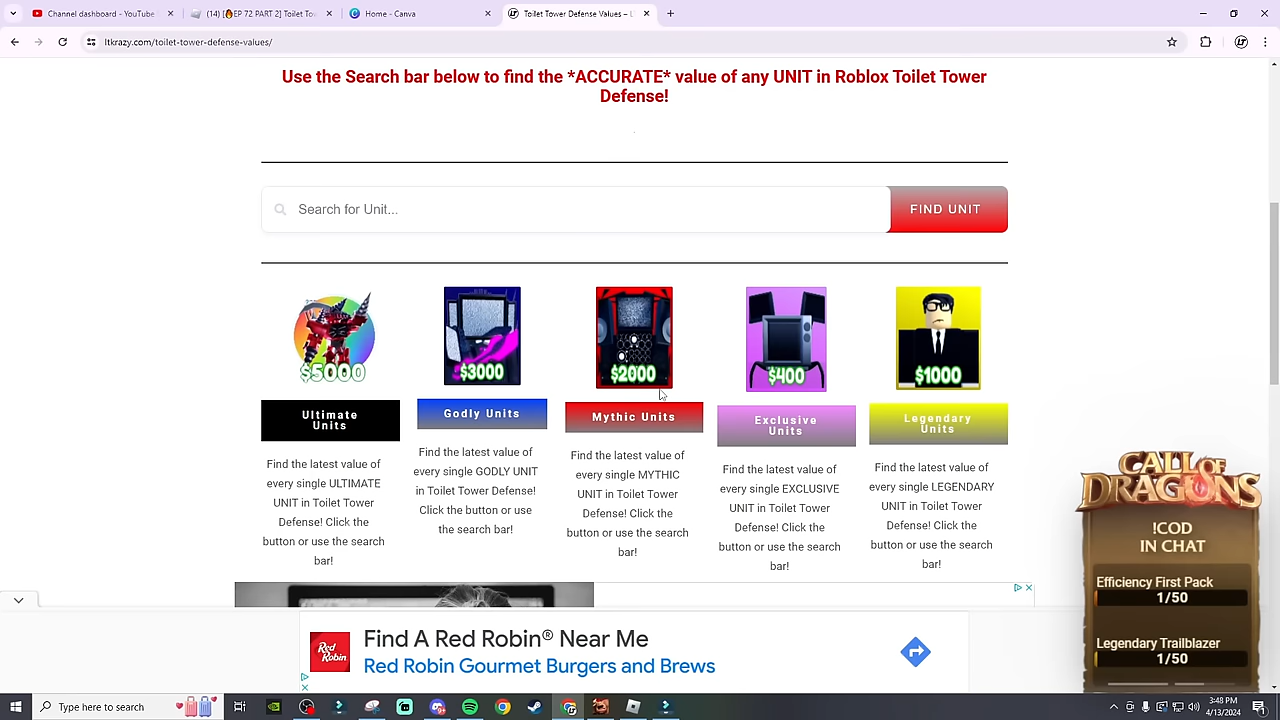 Channel dashboard - YouTube
(14) [🔥EP 72 PART 2] Toilet To
Home - Canva
Toilet Tower Defense Values - L
ltkrazy.com/toilet-tower-defense-values/
Use the Search bar below to find the *ACCURATE* value of any UNIT in Roblox Toilet Tower
Defense!
Search for Unit...
FIND UNIT
$5000
$3000
$2000
$400
$1000
Ultimate
Units
Godly Units
Mythic Units
Exclusive
Units
Legendary
Units
Find the latest value of
every single ULTIMATE
UNIT in Toilet Tower
Defense! Click the
button or use the search
bar!
Find the latest value of
every single GODLY UNIT
in Toilet Tower Defense!
Click the button or use
the search bar!
Find the latest value of
every single MYTHIC
UNIT in Toilet Tower
Defense! Click the
button or use the search
bar!
Find the latest value of
every single EXCLUSIVE
UNIT in Toilet Tower
Defense! Click the
button or use the search
bar!
Find the latest value of
every single LEGENDARY
UNIT in Toilet Tower
Defense! Click the
button or use the search
bar!
CALL OF
DRAGONS
!COD
IN CHAT
Efficiency First Pack
1/50
Legendary Trailblazer
1/50
Red
Robin
Find A Red Robin® Near Me
Red Robin Gourmet Burgers and Brews
Type here to search
3:48 PM
4/13/2024